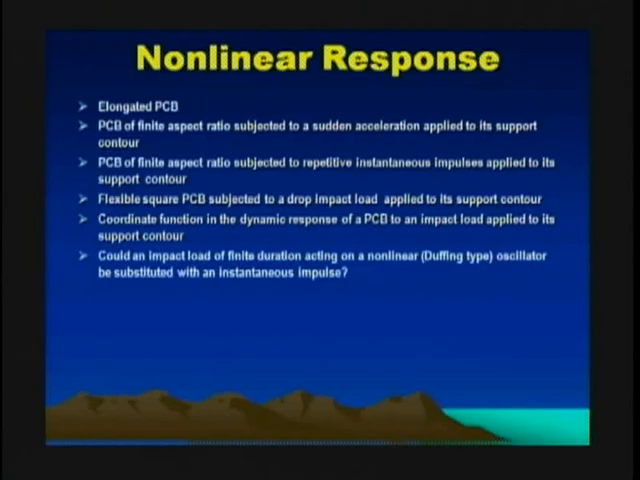 Nonlinear Response
Elongated PCB
PCB of finite aspect ratio subjected to a sudden acceleration applied to its support
contour
PCB of finite aspect ratio subjected to repetitive instantaneous impulses applied to its
support contour
Flexible square PCB subjected to a drop impact load applied to its support contour
Coordinate function in the dynamic response of a PCB to an impact load applied to its
support contour
Could an impact load of finite duration acting on a nonlinear (Duffing type) oscillator
be substituted with an instantaneous impulse?